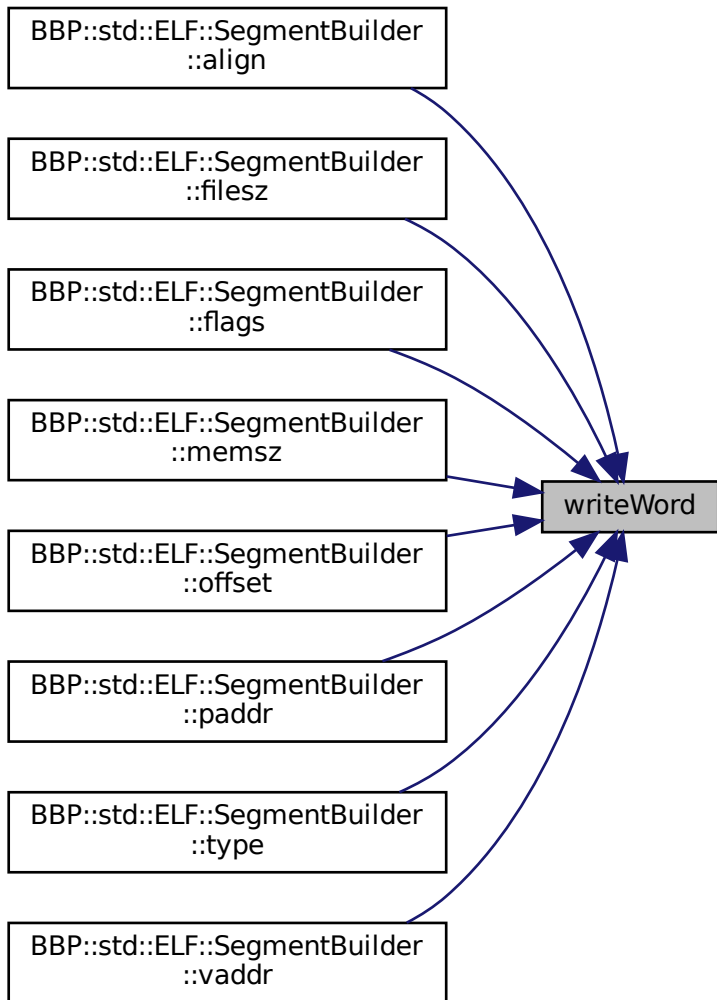 BBP::std::ELF::SegmentBuilder
::align
BBP::std::ELF::SegmentBuilder
::filesz
BBP::std::ELF::SegmentBuilder
::flags
BBP::std::ELF::SegmentBuilder
::memsz
writeWord
BBP::std::ELF::SegmentBuilder
::offset
BBP::std::ELF::SegmentBuilder
::paddr
BBP::std::ELF::SegmentBuilder
::type
BBP::std::ELF::SegmentBuilder
::vaddr